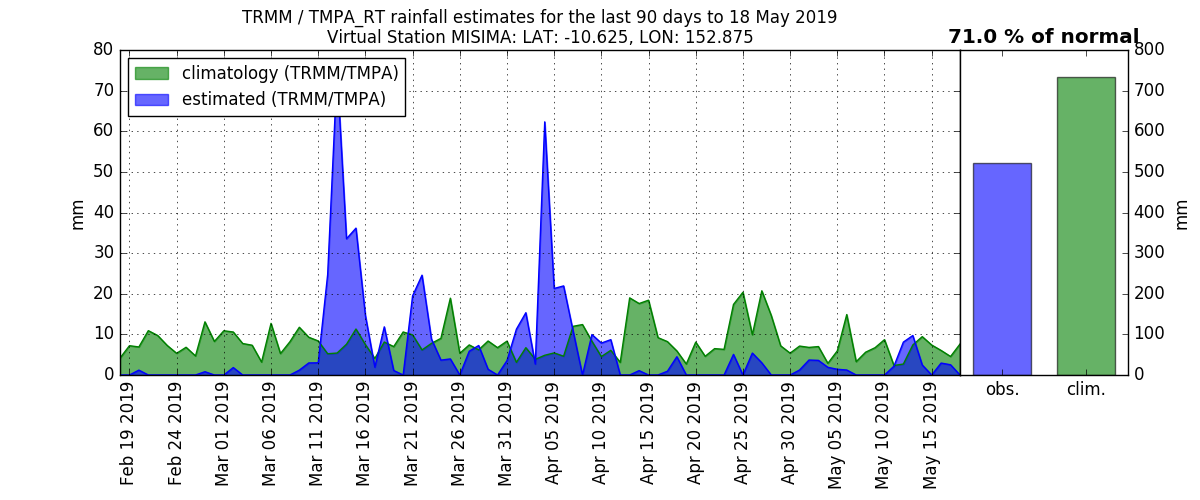 TRMM / TMPA_RT rainfall estimates for the last 90 days to 18 May 2019
Virtual Station MISIMA: LAT: -10.625, LON: 152.875
71.0 % of normal
climatology (TRMM/TMPA)
estimated (TRMM/TMPA)
80
70
60
50
40
30
20
10
0
mm
Feb 19 2019
Feb 24 2019
Mar 01 2019
Mar 06 2019
Mar 11 2019
Mar 16 2019
Mar 21 2019
Mar 26 2019
Mar 31 2019
Apr 05 2019
Apr 10 2019
Apr 15 2019
Apr 20 2019
Apr 25 2019
Apr 30 2019
May 05 2019
May 10 2019
May 15 2019
800
700
600
500
400
300
200
100
0
mm
obs.
clim.